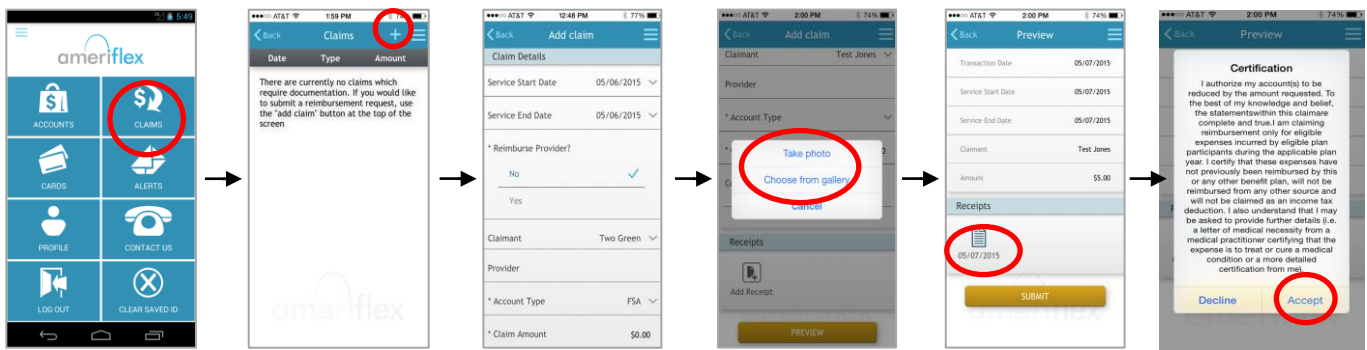 5:49
ameriflex
ACCOUNTS
CLAIMS
CARDS
ALERTS
PROFILE
CONTACT US
LOG OUT
CLEAR SAVED ID
AT&T 1:59 PM
Back Claims +
Date Type Amount
There are currently no claims which
require documentation. If you would like
to submit a reimbursement request, use
the "add claim" button at the top of the
screen
ameriflex
AT&T 12:48 PM 77%
Back Add claim
Claim Details
Service Start Date 05/06/2015
Service End Date 05/06/2015
* Reimburse Provider?
No
Yes
Claimant Two Green
Provider
* Account Type FSA
* Claim Amount $0.00
AT&T 2:00 PM 74%
Back Add claim
Claimant Test Jones
Provider
* Account Type
Take photo
Choose from gallery
Cancel
Receipts
Add Receipt
PREVIEW
AT&T 2:00 PM 74%
Back Preview
Transaction Date 05/07/2015
Service Start Date 05/07/2015
Service End Date 05/07/2015
Claimant Test Jones
Amount $5.00
Receipts
05/07/2015
SUBMIT
AT&T 2:00 PM 74%
Back Preview
Certification
I authorize my account(s) to be
reduced by the amount requested. To
the best of my knowledge and belief,
the statementswithin this claimare
complete and true.I am claiming
reimbursement only for eligible
expenses incurred by eligible plan
participants during the applicable plan
year. I certify that these expenses have
not previously been reimbursed by this
or any other benefit plan, will not be
reimbursed from any other source and
will not be claimed as an income tax
deduction. I also understand that I may
be asked to provide further details (i.e.
a letter of medical necessity from a
medical practitioner certifying that the
expense is to treat or cure a medical
condition or a more detailed
certification from me).
Decline Accept